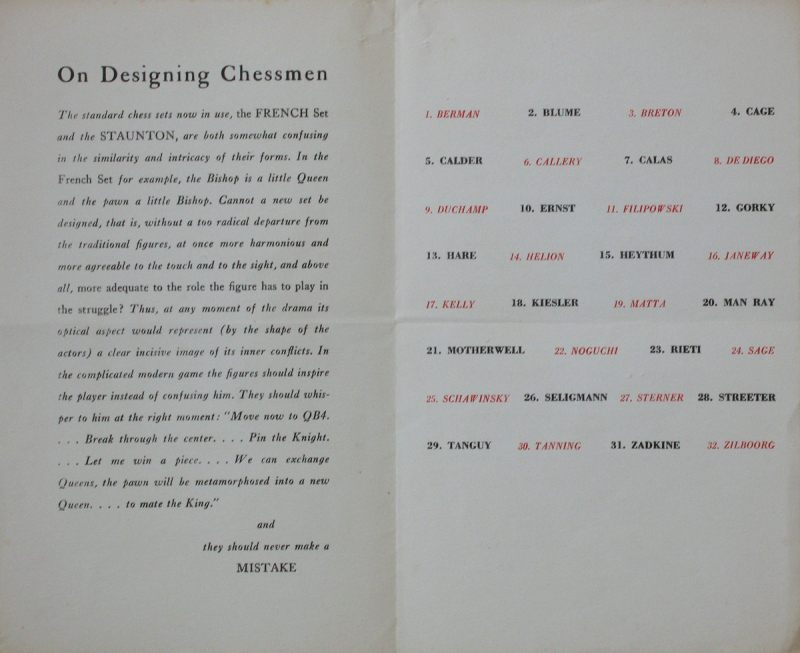 On Designing Chessmen
The standard chess sets now in use, the FRENCH Set
and the STAUNTON, are both somewhat confusing
in the similarity and intricacy of their forms. In the
French Set for example, the Bishop is a little Queen
and the pawn a little Bishop. Cannot a new set be
designed, that is, without a too radical departure from
the traditional figures, at once more harmonious and
more agreeable to the touch and to the sight, and above
all, more adequate to the role the figure has to play in
the struggle? Thus, at any moment of the drama its
optical aspect would represent (by the shape of the
actors) a clear incisive image of its inner conflicts. In
the complicated modern game the figures should inspire
the player instead of confusing him. They should whis-
per to him at the right moment: "Move now to QB4.
. . . Break through the center. . . . Pin the Knight.
. . . Let me win a piece. . . . We can exchange
Queens, the pawn will be metamorphosed into a new
Queen. . . . to mate the King."
and
they should never make a
MISTAKE
1. BERMAN 2. BLUME 3. BRETON 4. CAGE
5. CALDER 6. CALLERY 7. CALAS 8. DE DIEGO
9. DUCHAMP 10. ERNST 11. FILIPOWSKI 12. GORKY
13. HARE 14. HELION 15. HEYTHUM 16. JANEWAY
17. KELLY 18. KIESLER 19. MATTA 20. MAN RAY
21. MOTHERWELL 22. NOGUCHI 23. RIETI 24. SAGE
25. SCHAWINSKY 26. SELIGMANN 27. STERNER 28. STREETER
29. TANGUY 30. TANNING 31. ZADKINE 32. ZILBOORG